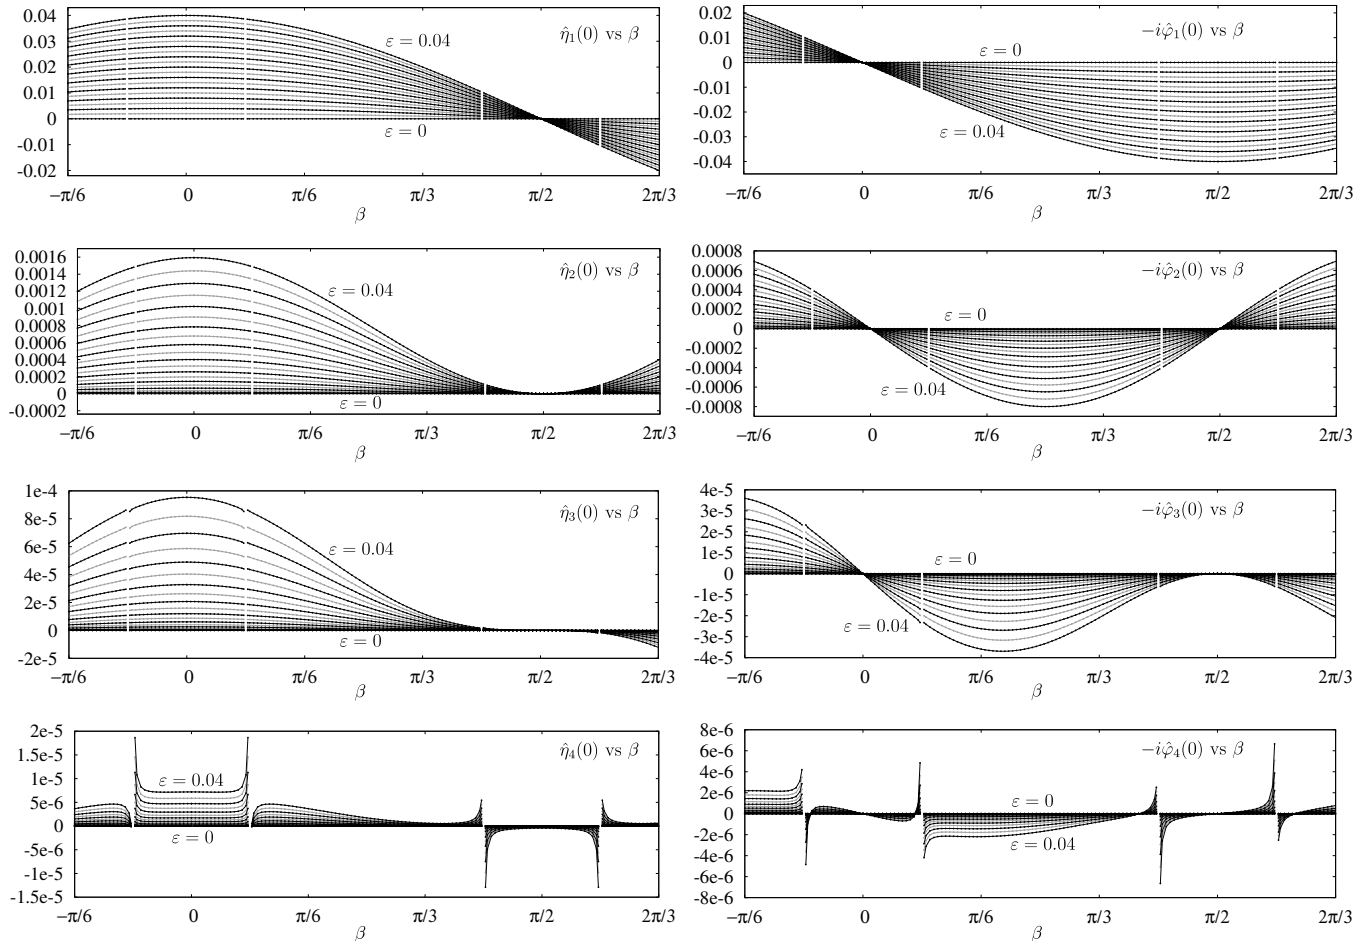 0.04
0.03
0.02
0.01
0
-0.01
-0.02
ε = 0.04
η̂₁(0) vs β
ε = 0
−π/6 0 π/6 π/3 π/2 2π/3
β
0.02
0.01
0
-0.01
-0.02
-0.03
-0.04
−iφ̂₁(0) vs β
ε = 0
ε = 0.04
−π/6 0 π/6 π/3 π/2 2π/3
β
0.0016
0.0014
0.0012
0.001
0.0008
0.0006
0.0004
0.0002
0
-0.0002
η̂₂(0) vs β
ε = 0.04
ε = 0
−π/6 0 π/6 π/3 π/2 2π/3
β
0.0008
0.0006
0.0004
0.0002
0
-0.0002
-0.0004
-0.0006
-0.0008
−iφ̂₂(0) vs β
ε = 0
ε = 0.04
−π/6 0 π/6 π/3 π/2 2π/3
β
1e-4
8e-5
6e-5
4e-5
2e-5
0
-2e-5
η̂₃(0) vs β
ε = 0.04
ε = 0
−π/6 0 π/6 π/3 π/2 2π/3
β
4e-5
3e-5
2e-5
1e-5
0
-1e-5
-2e-5
-3e-5
-4e-5
−iφ̂₃(0) vs β
ε = 0
ε = 0.04
−π/6 0 π/6 π/3 π/2 2π/3
β
2e-5
1.5e-5
1e-5
5e-6
0
-5e-6
-1e-5
-1.5e-5
η̂₄(0) vs β
ε = 0.04
ε = 0
−π/6 0 π/6 π/3 π/2 2π/3
β
8e-6
6e-6
4e-6
2e-6
0
-2e-6
-4e-6
-6e-6
8e-6
−iφ̂₄(0) vs β
ε = 0
ε = 0.04
−π/6 0 π/6 π/3 π/2 2π/3
β